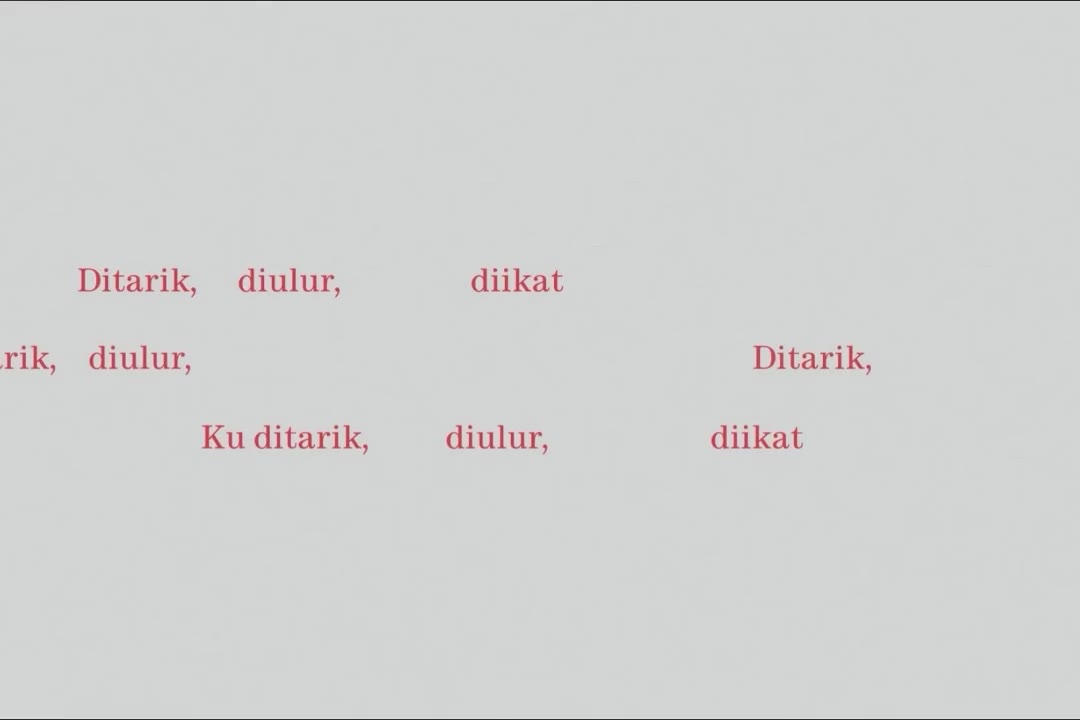 Ditarik, diulur, diikat
rik, diulur, Ditarik,
Ku ditarik, diulur, diikat